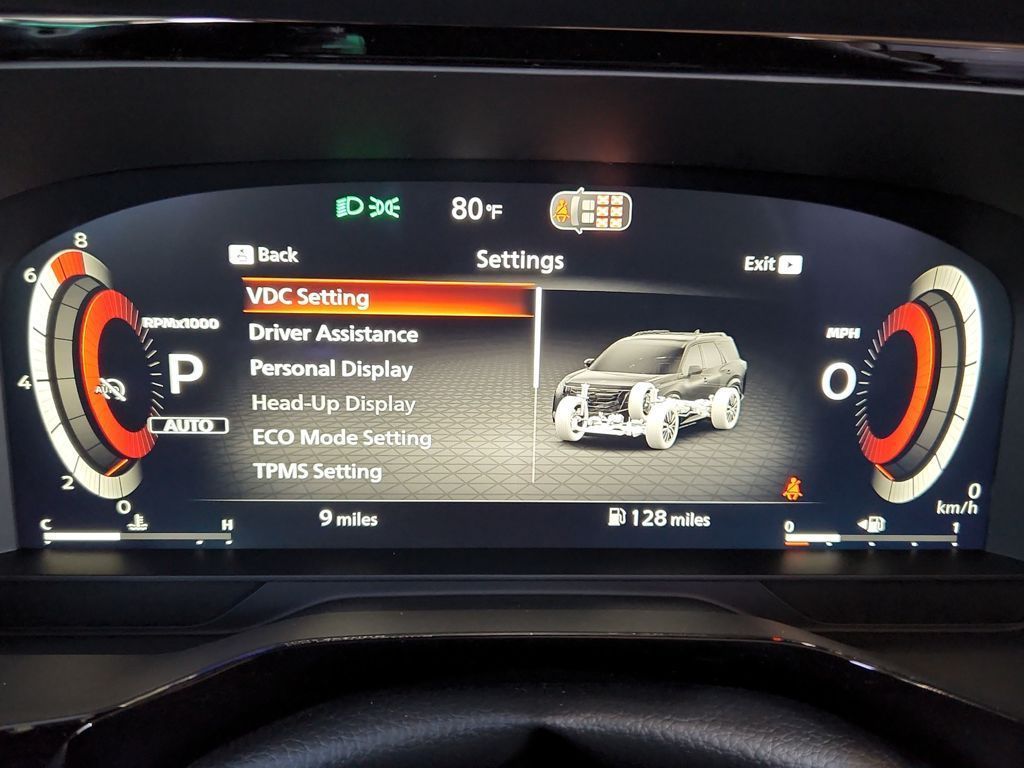 80°F
Back
Settings
Exit
8
6
4
2
0
RPMx1000
P
AUTO
AUTO
VDC Setting
Driver Assistance
Personal Display
Head-Up Display
ECO Mode Setting
TPMS Setting
MPH
0
0
km/h
C
H
9 miles
128 miles
0
1